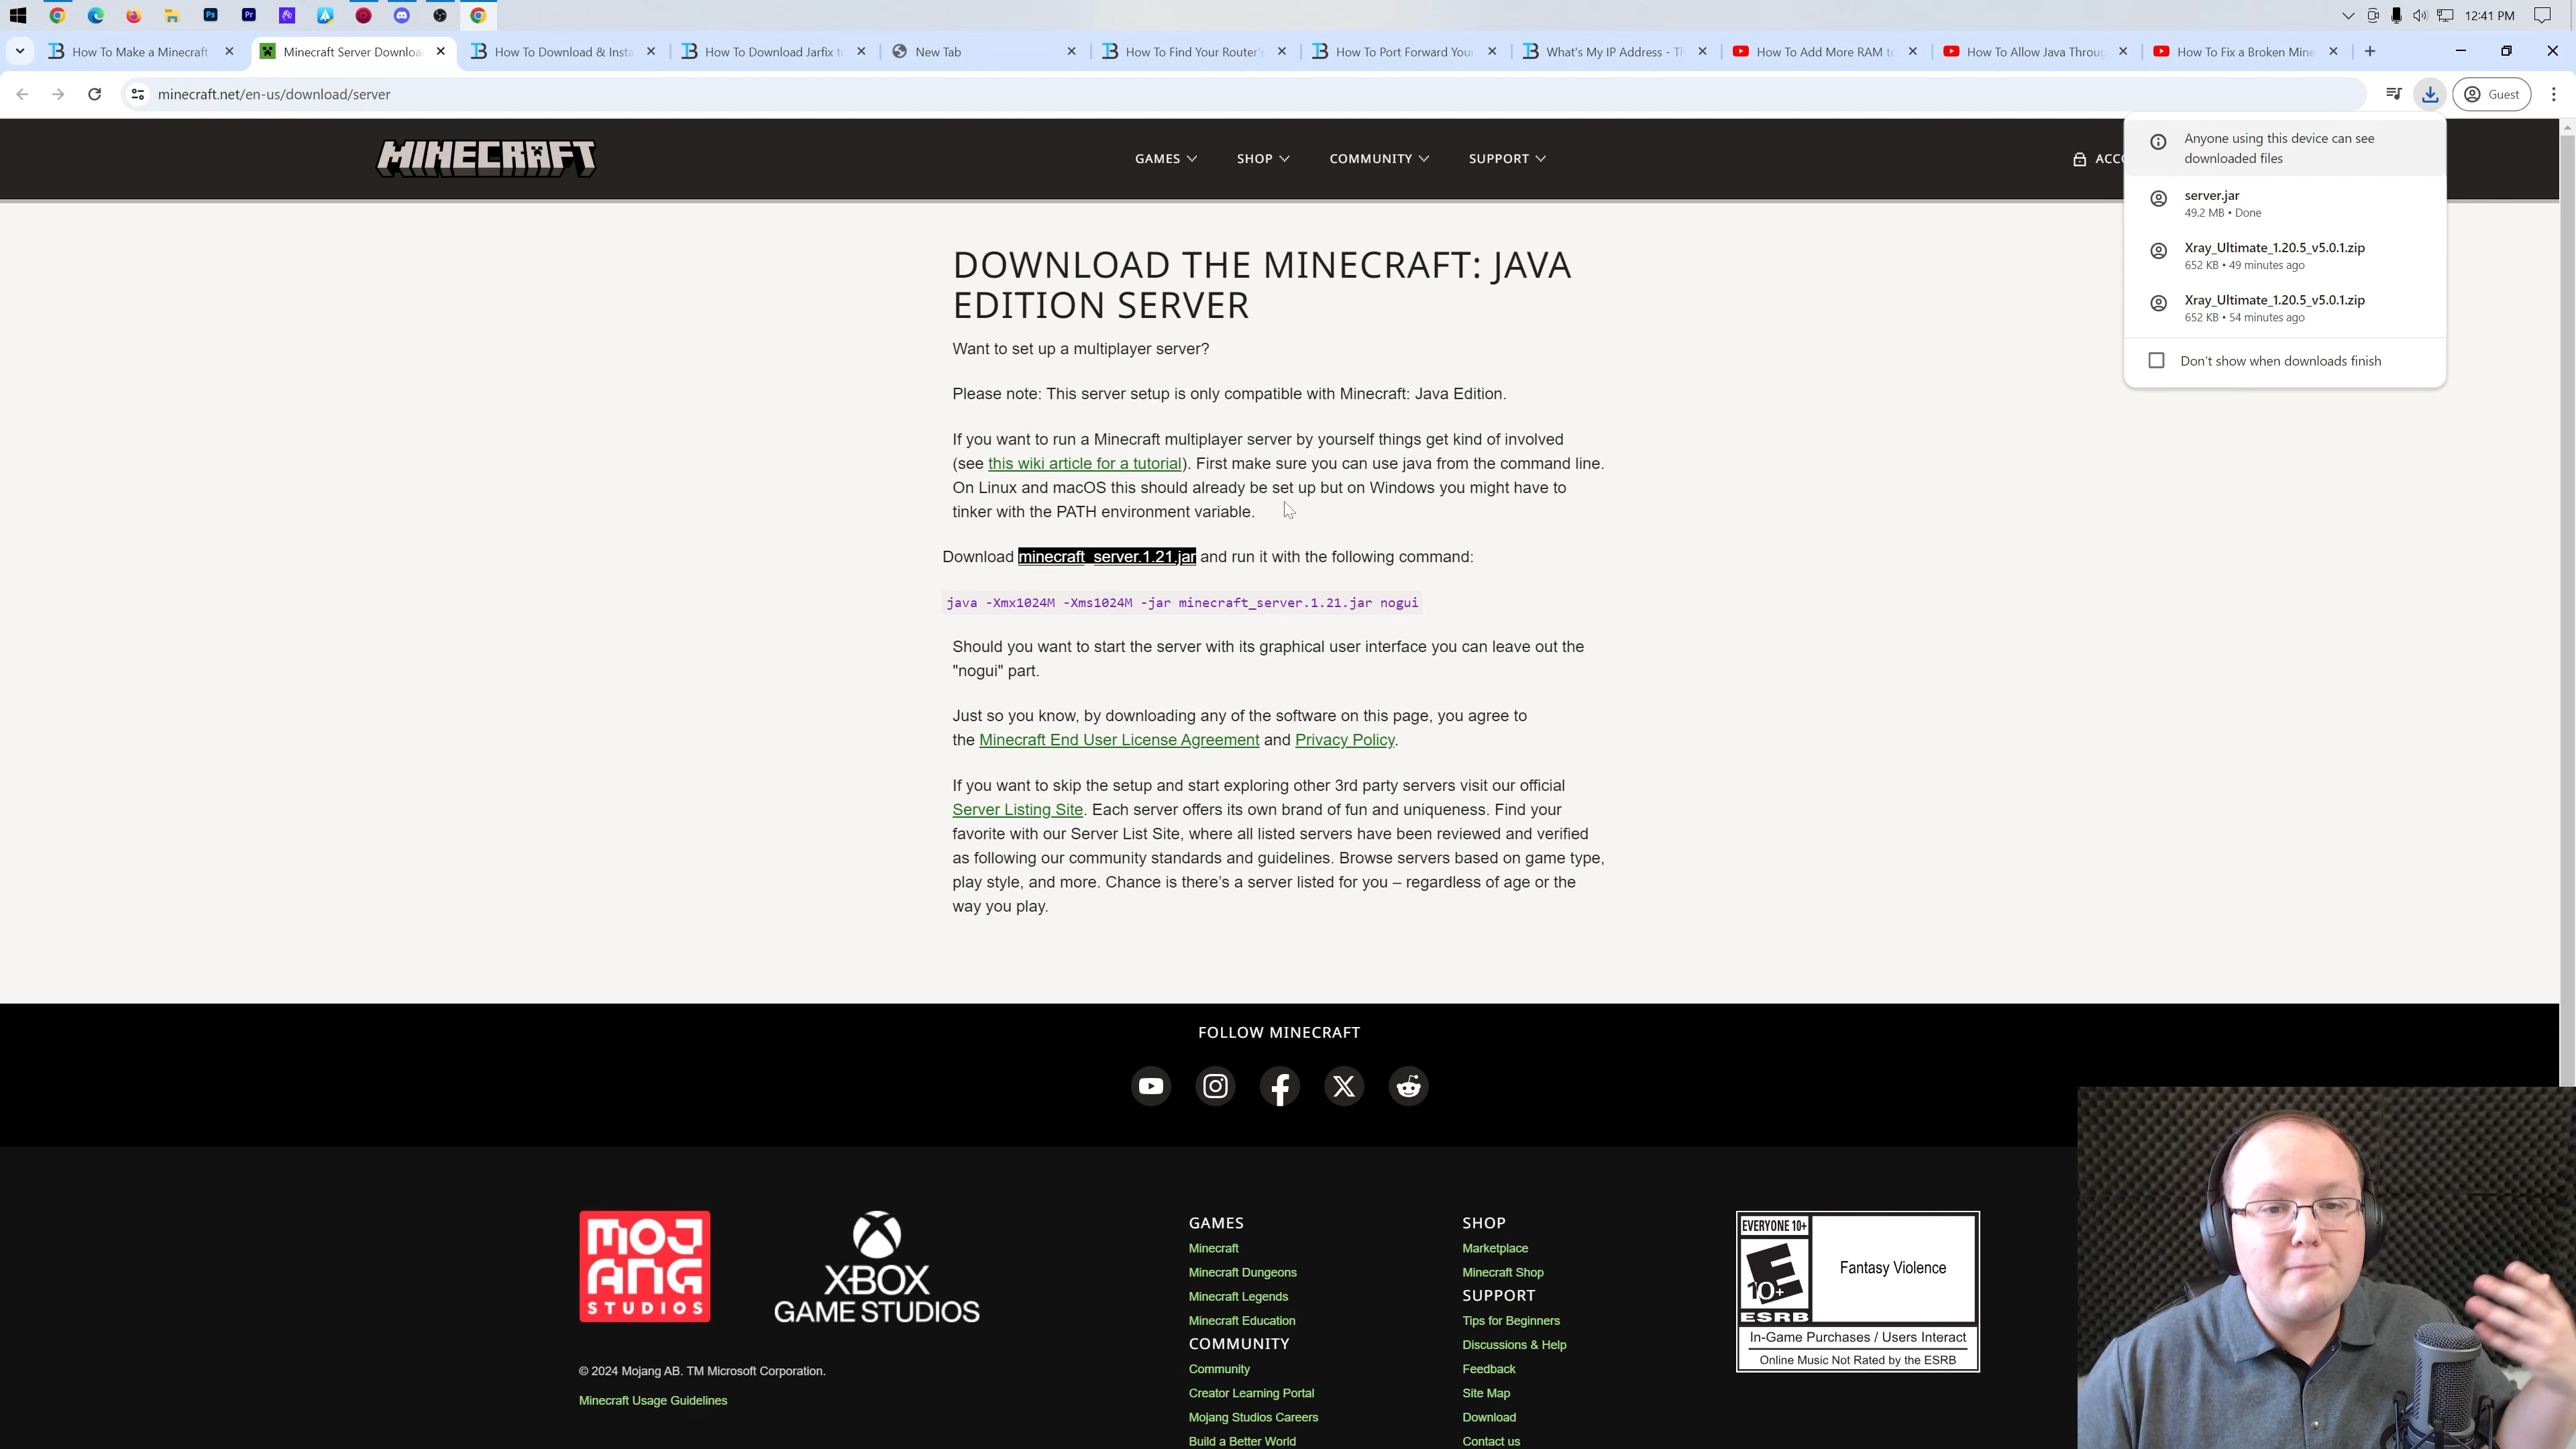 12:41 PM
How To Make a Minecraft
Minecraft Server Downloa
How To Download & Insta
How To Download Jarfix t
New Tab
How To Find Your Router's
How To Port Forward Your
What's My IP Address - Th
How To Add More RAM to
How To Allow Java Throug
How To Fix a Broken Mine
minecraft.net/en-us/download/server
Guest
MINECRAFT
GAMES
SHOP
COMMUNITY
SUPPORT
ACCO
Anyone using this device can see
downloaded files
server.jar
49.2 MB • Done
Xray_Ultimate_1.20.5_v5.0.1.zip
652 KB • 49 minutes ago
Xray_Ultimate_1.20.5_v5.0.1.zip
652 KB • 54 minutes ago
Don't show when downloads finish
DOWNLOAD THE MINECRAFT: JAVA
EDITION SERVER
Want to set up a multiplayer server?
Please note: This server setup is only compatible with Minecraft: Java Edition.
If you want to run a Minecraft multiplayer server by yourself things get kind of involved
(see this wiki article for a tutorial). First make sure you can use java from the command line.
On Linux and macOS this should already be set up but on Windows you might have to
tinker with the PATH environment variable.
Download minecraft_server.1.21.jar and run it with the following command:
java -Xmx1024M -Xms1024M -jar minecraft_server.1.21.jar nogui
Should you want to start the server with its graphical user interface you can leave out the
"nogui" part.
Just so you know, by downloading any of the software on this page, you agree to
the Minecraft End User License Agreement and Privacy Policy.
If you want to skip the setup and start exploring other 3rd party servers visit our official
Server Listing Site. Each server offers its own brand of fun and uniqueness. Find your
favorite with our Server List Site, where all listed servers have been reviewed and verified
as following our community standards and guidelines. Browse servers based on game type,
play style, and more. Chance is there's a server listed for you – regardless of age or the
way you play.
FOLLOW MINECRAFT
MOJ
ANG
STUDIOS
XBOX
GAME STUDIOS
© 2024 Mojang AB. TM Microsoft Corporation.
Minecraft Usage Guidelines
GAMES
Minecraft
Minecraft Dungeons
Minecraft Legends
Minecraft Education
COMMUNITY
Community
Creator Learning Portal
Mojang Studios Careers
Build a Better World
SHOP
Marketplace
Minecraft Shop
SUPPORT
Tips for Beginners
Discussions & Help
Feedback
Site Map
Download
Contact us
EVERYONE 10+
E
10+
ESRB
Fantasy Violence
In-Game Purchases / Users Interact
Online Music Not Rated by the ESRB